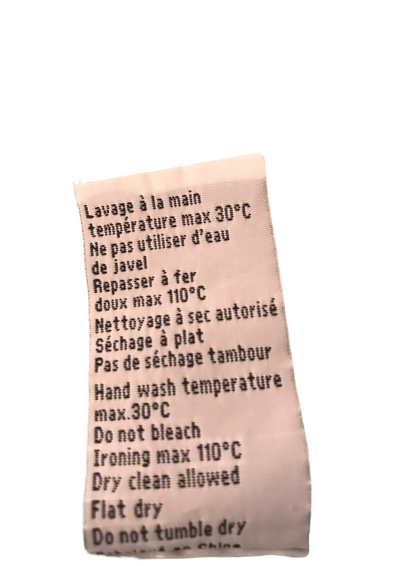 Lavage à la main
température max 30°C
Ne pas utiliser d'eau
de javel
Repasser à fer
doux max 110°C
Nettoyage à sec autorisé
Séchage à plat
Pas de séchage tambour
Hand wash temperature
max.30°C
Do not bleach
Ironing max 110°C
Dry clean allowed
Flat dry
Do not tumble dry